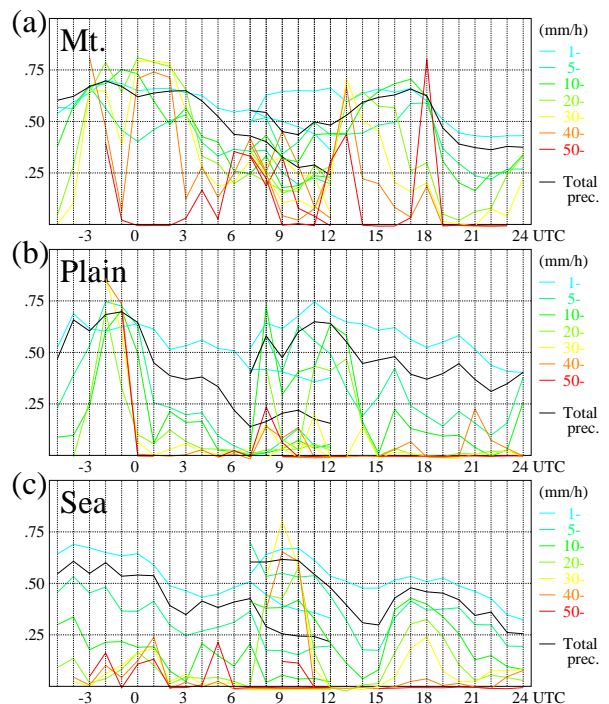 (a)
Mt.
(mm/h)
1-
5-
10-
20-
30-
40-
50-
Total
prec.
.75
.50
.25
-3 0 3 6 9 12 15 18 21 24 UTC
(b)
Plain
(mm/h)
1-
5-
10-
20-
30-
40-
50-
Total
prec.
.75
.50
.25
-3 0 3 6 9 12 15 18 21 24 UTC
(c)
Sea
(mm/h)
1-
5-
10-
20-
30-
40-
50-
Total
prec.
.75
.50
.25
-3 0 3 6 9 12 15 18 21 24 UTC